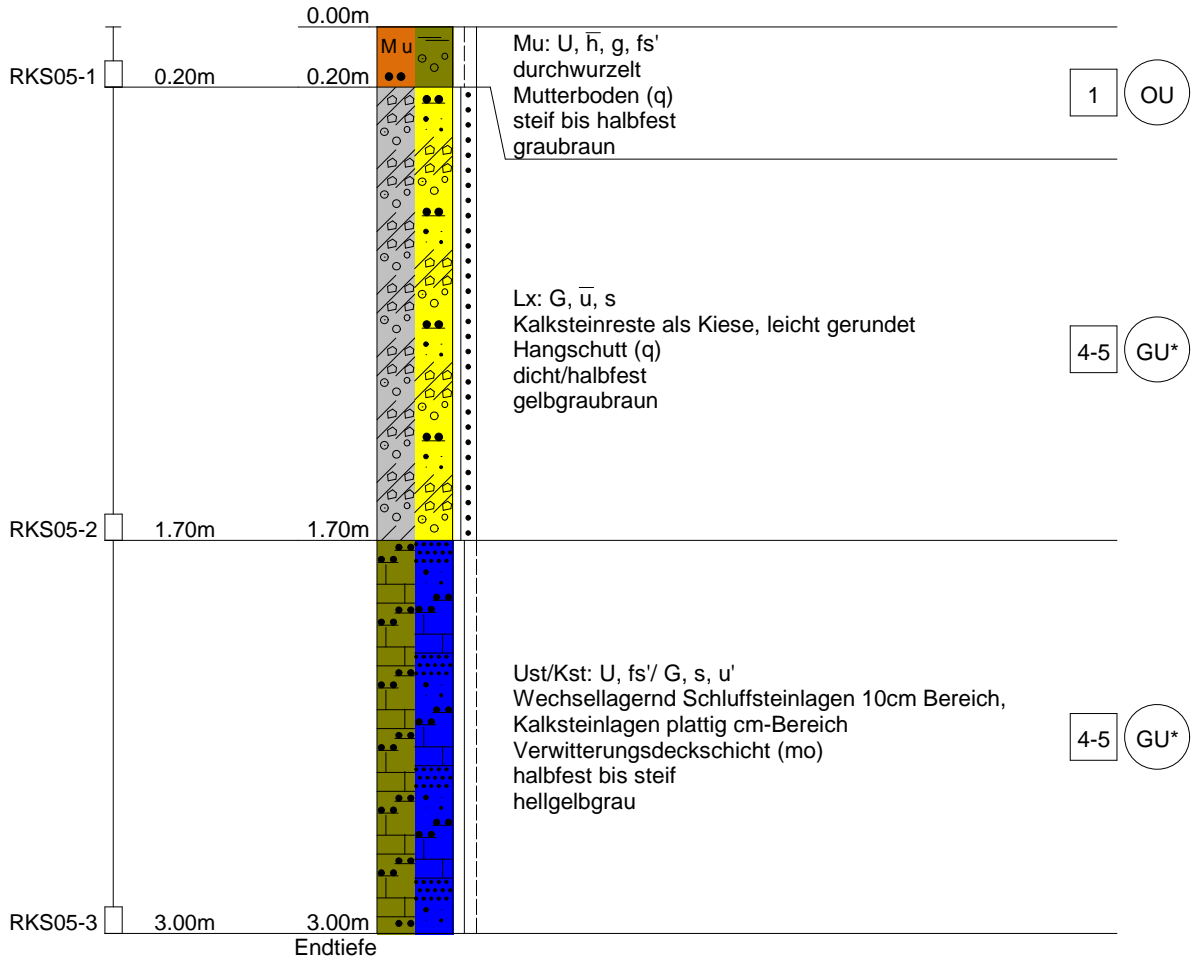 0.00m
M u
RKS05-1 0.20m 0.20m
Mu: U, h̅, g, fs'
durchwurzelt
Mutterboden (q)
steif bis halbfest
graubraun
1 OU
Lx: G, u̅, s
Kalksteinreste als Kiese, leicht gerundet
Hangschutt (q)
dicht/halbfest
gelbgraubraun
4-5 GU*
RKS05-2 1.70m 1.70m
Ust/Kst: U, fs'/ G, s, u'
Wechsellagernd Schluffsteinlagen 10cm Bereich,
Kalksteinlagen plattig cm-Bereich
Verwitterungsdeckschicht (mo)
halbfest bis steif
hellgelbgrau
4-5 GU*
RKS05-3 3.00m 3.00m
Endtiefe